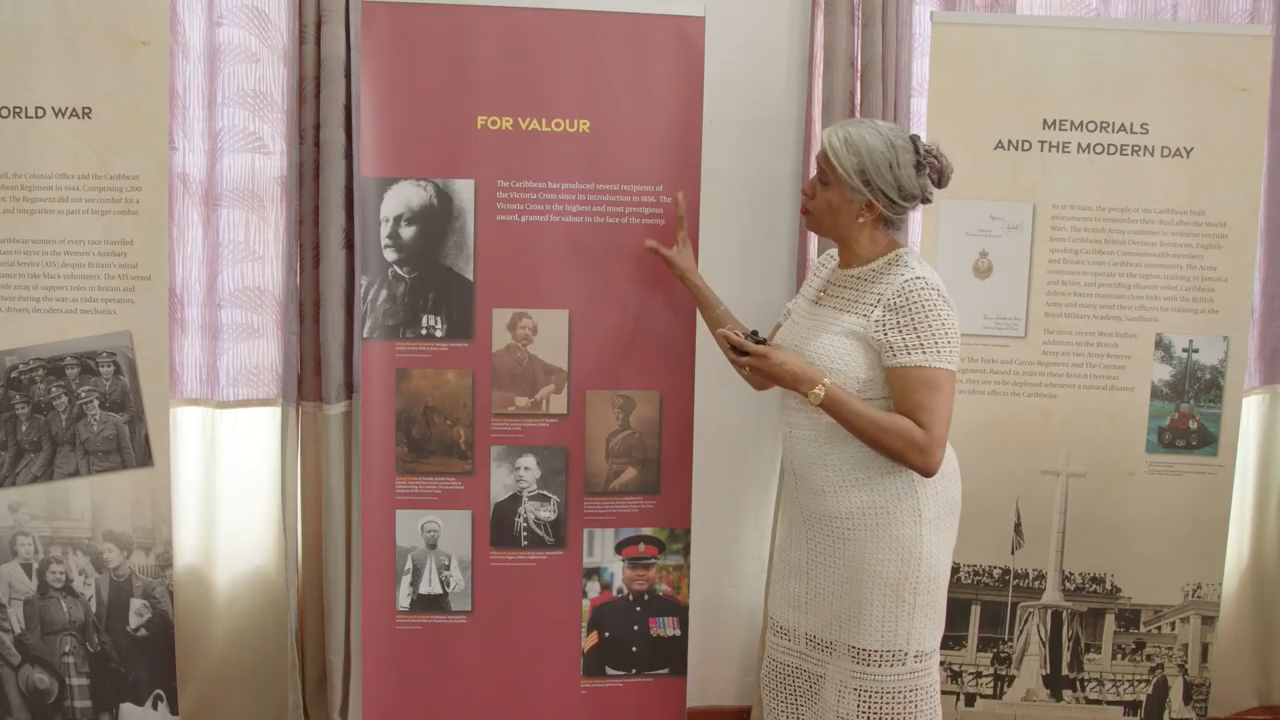 ORLD WAR
ill, the Colonial Office and the Caribbean
bean Regiment in 1944. Comprising 1,200
ot. The Regiment did not see combat for a
and integration as part of larger combat
aribbean women of every race travelled
tain to serve in the Women's Auxiliary
torial Service (ATS) despite Britain's initial
tance to take black volunteers. The ATS served
wide array of support roles in Britain and
where during the war: as radar operators,
, drivers, decoders and mechanics.
FOR VALOUR
The Caribbean has produced several recipients of
the Victoria Cross since its introduction in 1856. The
Victoria Cross is the highest and most prestigious
award, granted for valour in the face of the enemy.
MEMORIALS
AND THE MODERN DAY
As in Britain, the people of the Caribbean built
monuments to remember their dead after the World
Wars. The British Army continues to welcome recruits
from Caribbean British Overseas Territories, English-
speaking Caribbean Commonwealth members
and Britain's own Caribbean community. The Army
continues to operate in the region, training in Jamaica
and Belize, and providing disaster relief. Caribbean
defence forces maintain close links with the British
Army and many send their officers for training at the
Royal Military Academy, Sandhurst.
The most recent West Indian
additions in the British
Army are two Army Reserve
The Turks and Caicos Regiment and The Cayman
egiment. Raised in 2020 in these British Overseas
s, they are to be deployed whenever a natural disaster
incident affects the Caribbean.